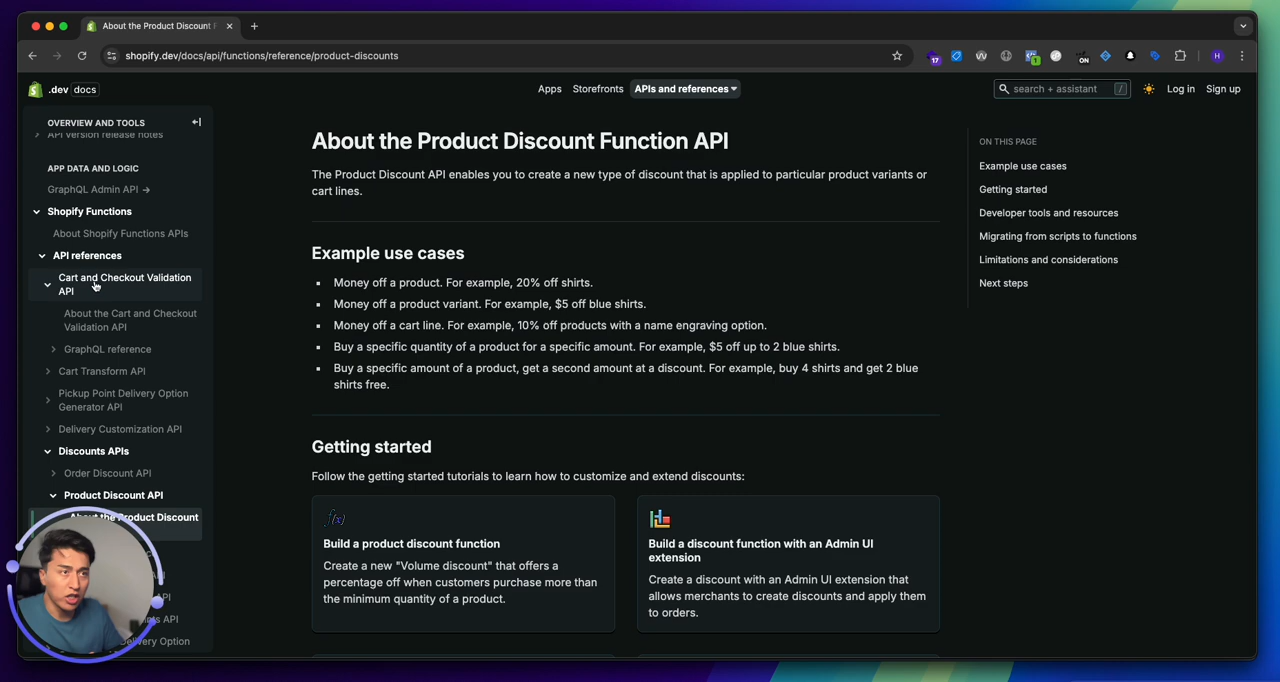 About the Product Discount F
shopify.dev/docs/api/functions/reference/product-discounts
17
1
ON
H
.dev docs
Apps
Storefronts
APIs and references
search + assistant
/
Log in
Sign up
OVERVIEW AND TOOLS
API version release notes
APP DATA AND LOGIC
GraphQL Admin API →
Shopify Functions
About Shopify Functions APIs
API references
Cart and Checkout Validation
API
About the Cart and Checkout
Validation API
GraphQL reference
Cart Transform API
Pickup Point Delivery Option
Generator API
Delivery Customization API
Discounts APIs
Order Discount API
Product Discount API
About the Product Discount
API
API
API
Delivery Option
About the Product Discount Function API
The Product Discount API enables you to create a new type of discount that is applied to particular product variants or
cart lines.
Example use cases
Money off a product. For example, 20% off shirts.
Money off a product variant. For example, $5 off blue shirts.
Money off a cart line. For example, 10% off products with a name engraving option.
Buy a specific quantity of a product for a specific amount. For example, $5 off up to 2 blue shirts.
Buy a specific amount of a product, get a second amount at a discount. For example, buy 4 shirts and get 2 blue
shirts free.
Getting started
Follow the getting started tutorials to learn how to customize and extend discounts:
f(x)
Build a product discount function
Create a new "Volume discount" that offers a
percentage off when customers purchase more than
the minimum quantity of a product.
Build a discount function with an Admin UI
extension
Create a discount with an Admin UI extension that
allows merchants to create discounts and apply them
to orders.
ON THIS PAGE
Example use cases
Getting started
Developer tools and resources
Migrating from scripts to functions
Limitations and considerations
Next steps